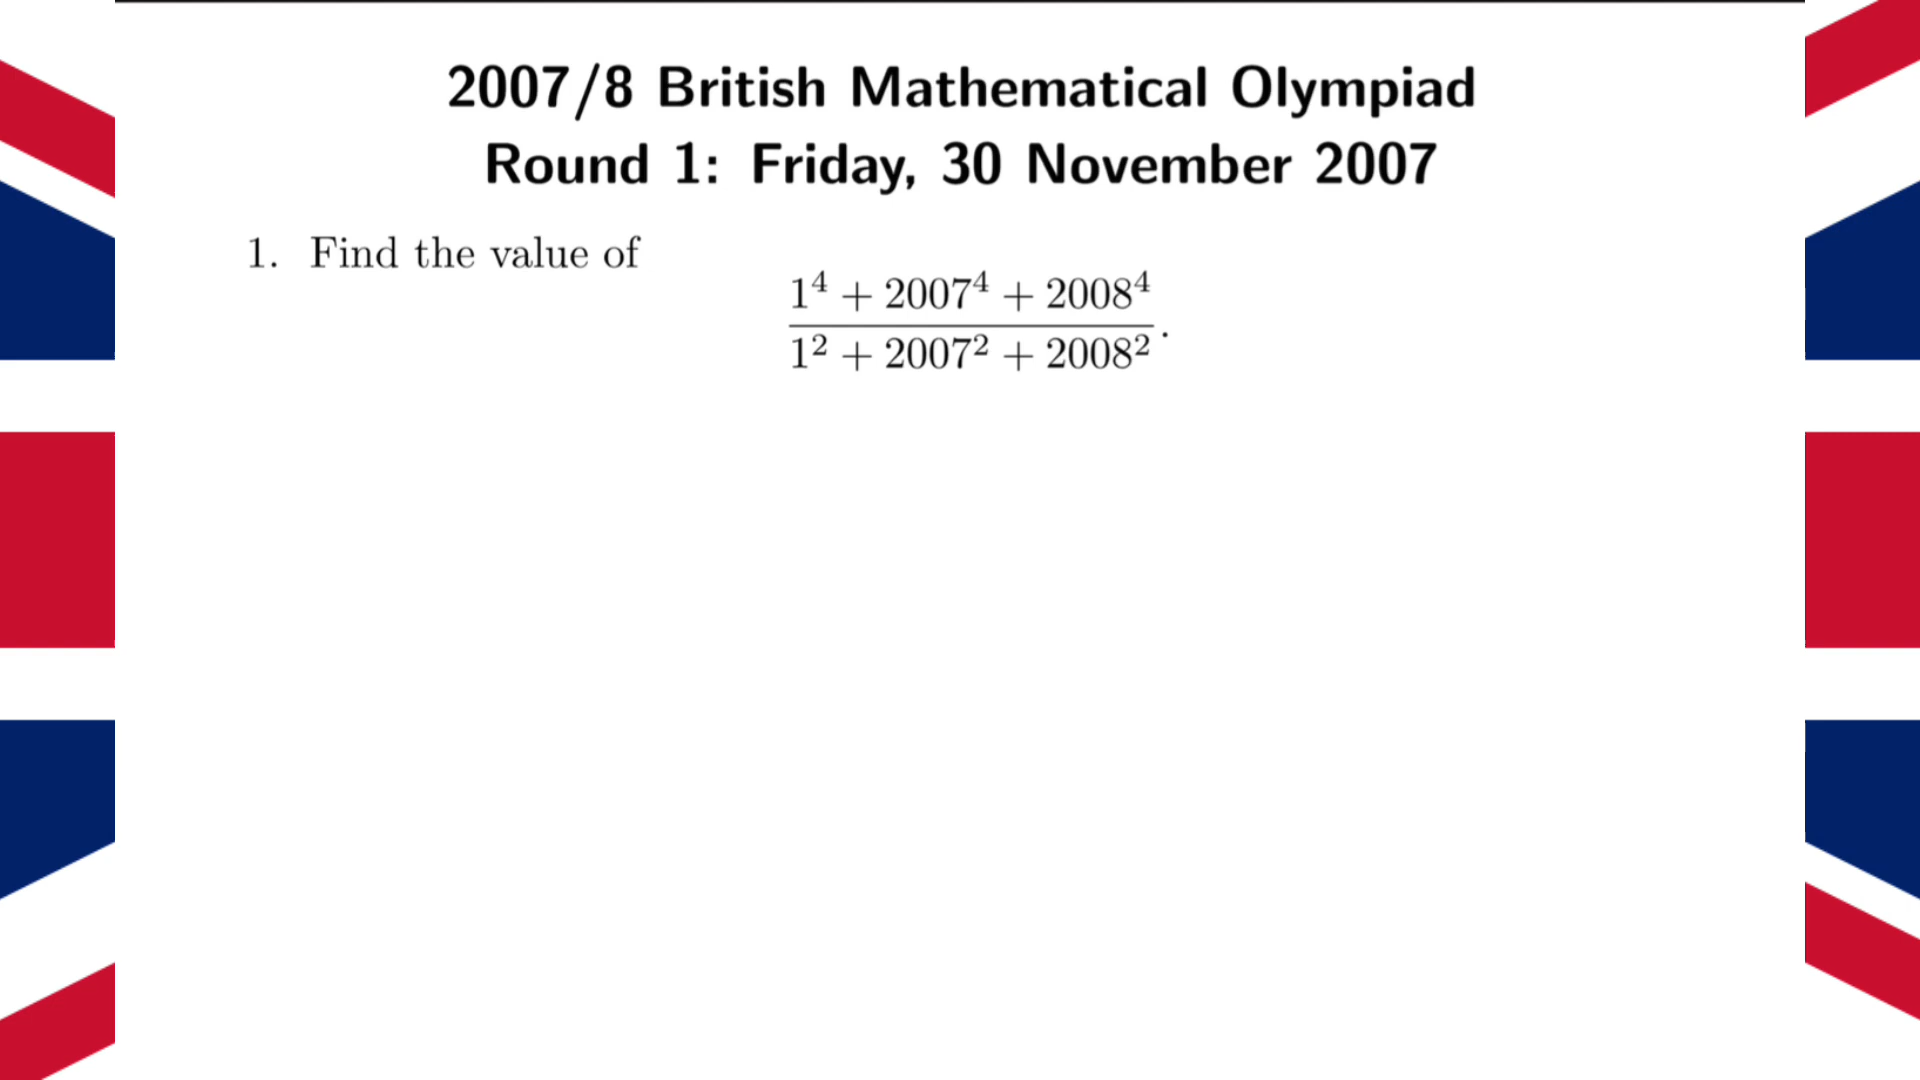 2007/8 British Mathematical Olympiad
Round 1: Friday, 30 November 2007
1. Find the value of
1⁴ + 2007⁴ + 2008⁴
1² + 2007² + 2008² .